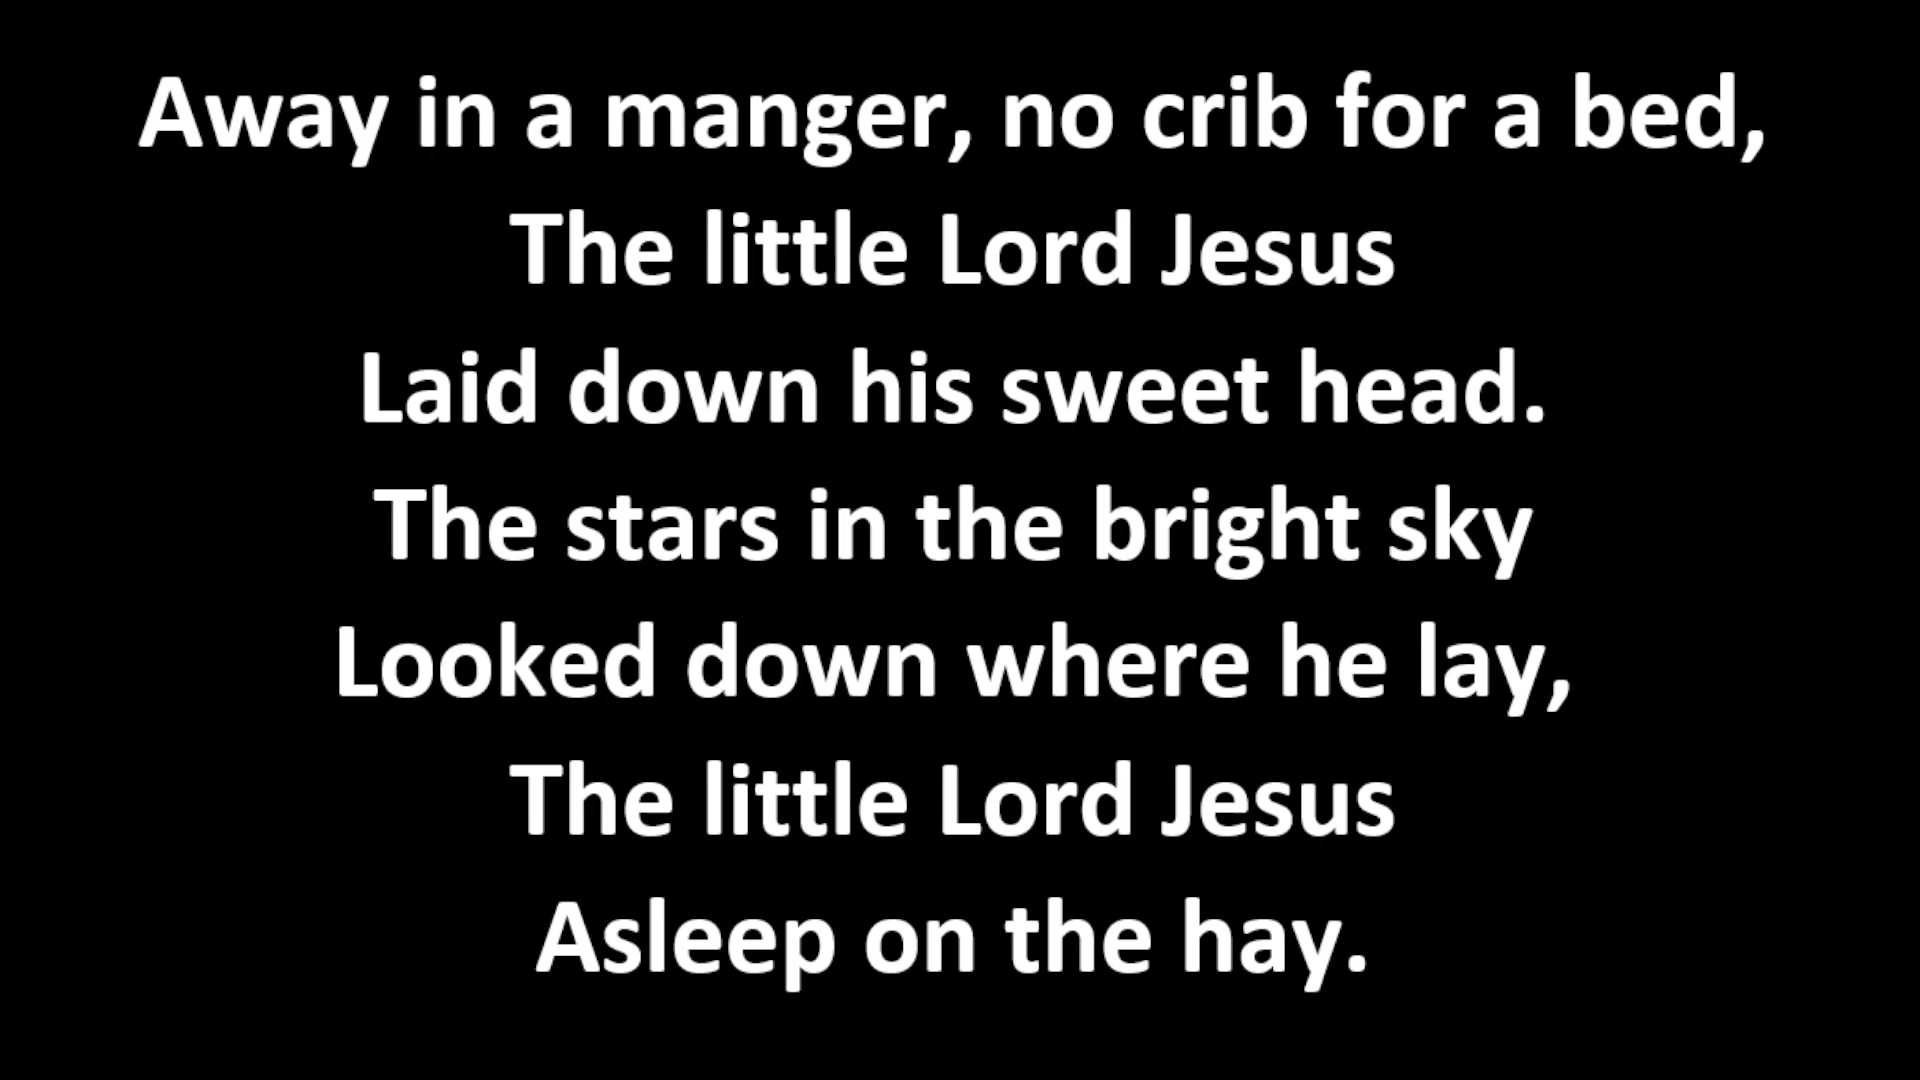 Away in a manger, no crib for a bed,
The little Lord Jesus
Laid down his sweet head.
The stars in the bright sky
Looked down where he lay,
The little Lord Jesus
Asleep on the hay.